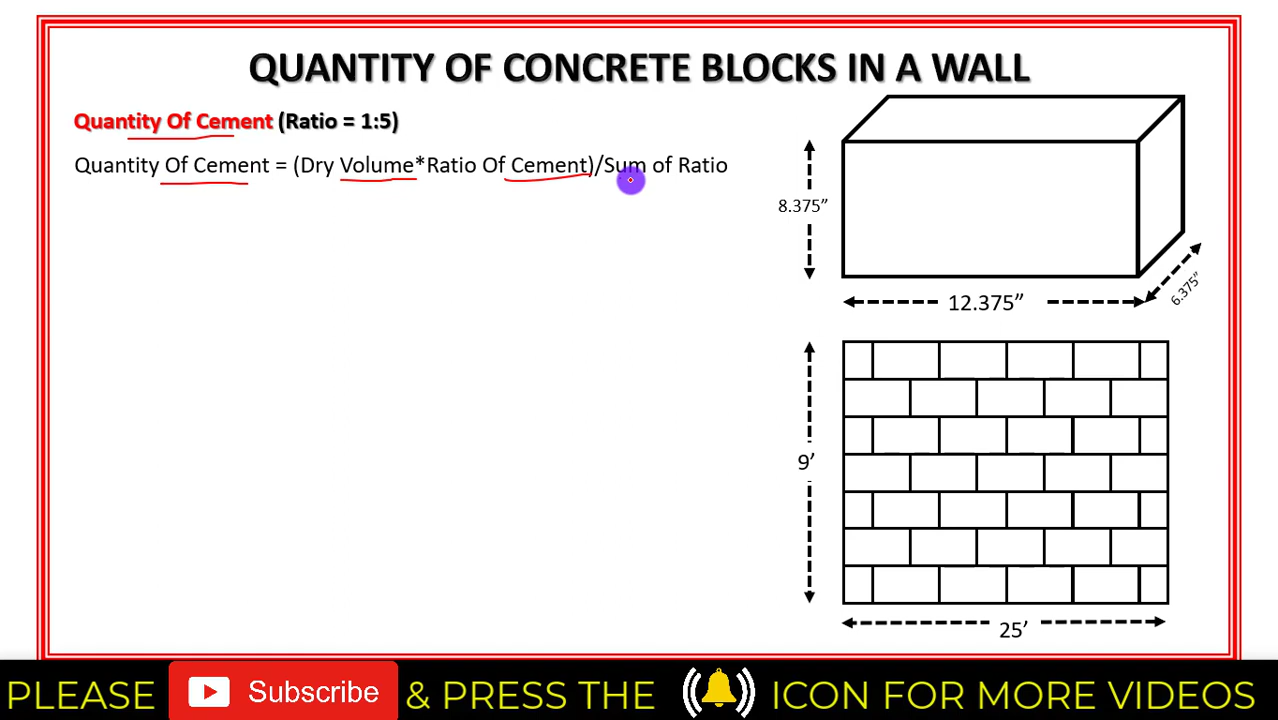 QUANTITY OF CONCRETE BLOCKS IN A WALL
Quantity Of Cement (Ratio = 1:5)
Quantity Of Cement = (Dry Volume*Ratio Of Cement)/Sum of Ratio
8.375”
12.375”
6.375”
9’
25’
PLEASE Subscribe & PRESS THE ICON FOR MORE VIDEOS